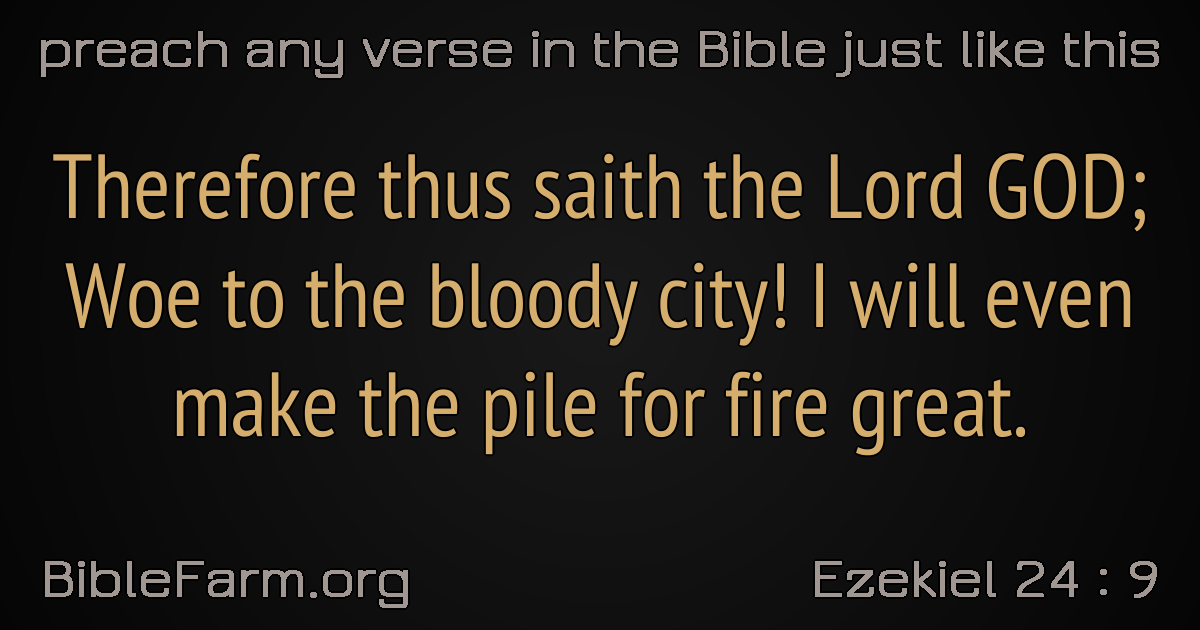 preach any verse in the Bible just like this
Therefore thus saith the Lord GOD;
Woe to the bloody city! I will even
make the pile for fire great.
BibleFarm.org
Ezekiel 24 : 9